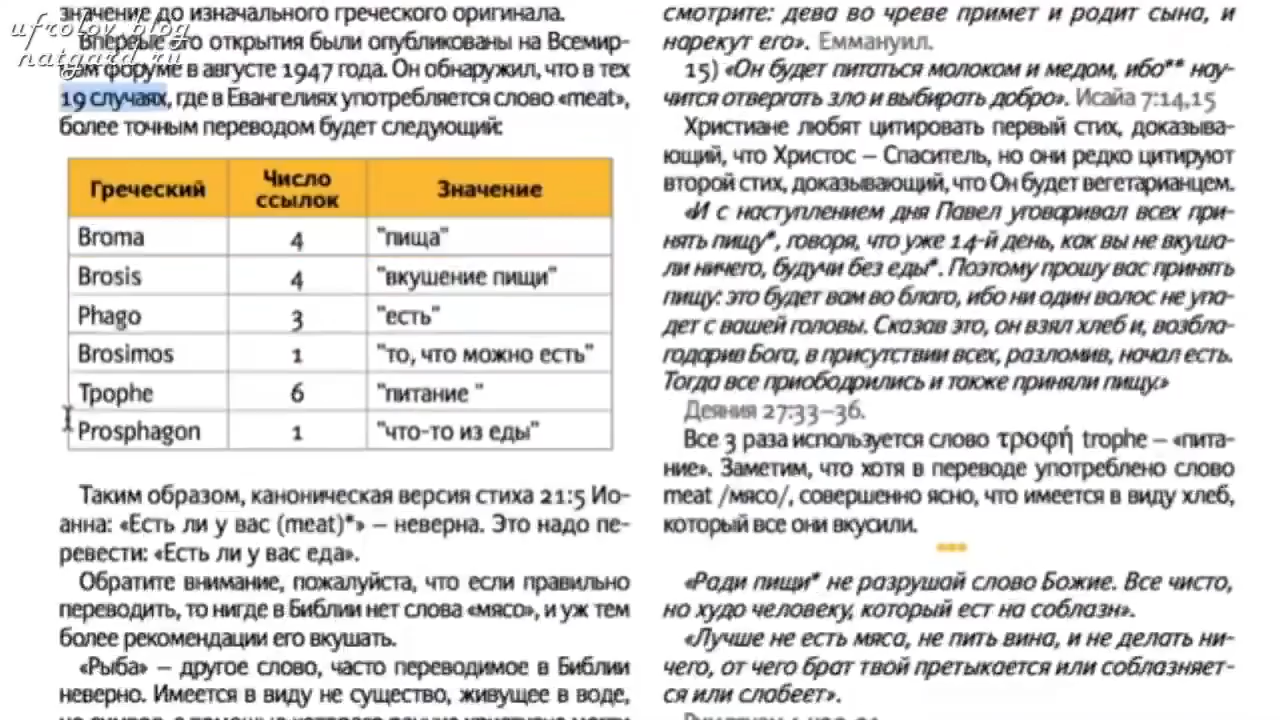 ufrolov.blog
natgard.ru
значение до изначального греческого оригинала.
Впервые это открытия были опубликованы на Всемир-
ном форуме в августе 1947 года. Он обнаружил, что в тех
19 случаях, где в Евангелиях употребляется слово «meat»,
более точным переводом будет следующий:
Греческий Число ссылок Значение
Broma 4 "пища"
Brosis 4 "вкушение пищи"
Phago 3 "есть"
Brosimos 1 "то, что можно есть"
Tpophe 6 "питание "
Prosphagon 1 "что-то из еды"
Таким образом, каноническая версия стиха 21:5 Ио-
анна: «Есть ли у вас (meat)*» – неверна. Это надо пе-
ревести: «Есть ли у вас еда».
Обратите внимание, пожалуйста, что если правильно
переводить, то нигде в Библии нет слова «мясо», и уж тем
более рекомендации его вкушать.
«Рыба» – другое слово, часто переводимое в Библии
неверно. Имеется в виду не существо, живущее в воде,
смотрите: дева во чреве примет и родит сына, и
нарекут его». Еммануил.
15) «Он будет питаться молоком и медом, ибо** нау-
чится отвергать зло и выбирать добро». Исайа 7:14,15
Христиане любят цитировать первый стих, доказыва-
ющий, что Христос – Спаситель, но они редко цитируют
второй стих, доказывающий, что Он будет вегетарианцем.
«И с наступлением дня Павел уговаривал всех при-
нять пищу*, говоря, что уже 14-й день, как вы не вкуша-
ли ничего, будучи без еды*. Поэтому прошу вас принять
пищу: это будет вам во благо, ибо ни один волос не упа-
дет с вашей головы. Сказав это, он взял хлеб и, возбла-
годарив Бога, в присутствии всех, разломив, начал есть.
Тогда все приободрились и также приняли пищу.»
Деяния 27:33–36.
Все 3 раза используется слово τροφή trophe – «пита-
ние». Заметим, что хотя в переводе употреблено слово
meat /мясо/, совершенно ясно, что имеется в виду хлеб,
который все они вкусили.
«Ради пищи* не разрушай слово Божие. Все чисто,
но худо человеку, который ест на соблазн».
«Лучше не есть мяса, не пить вина, и не делать ни-
чего, от чего брат твой претыкается или соблазняет-
ся или слабеет».